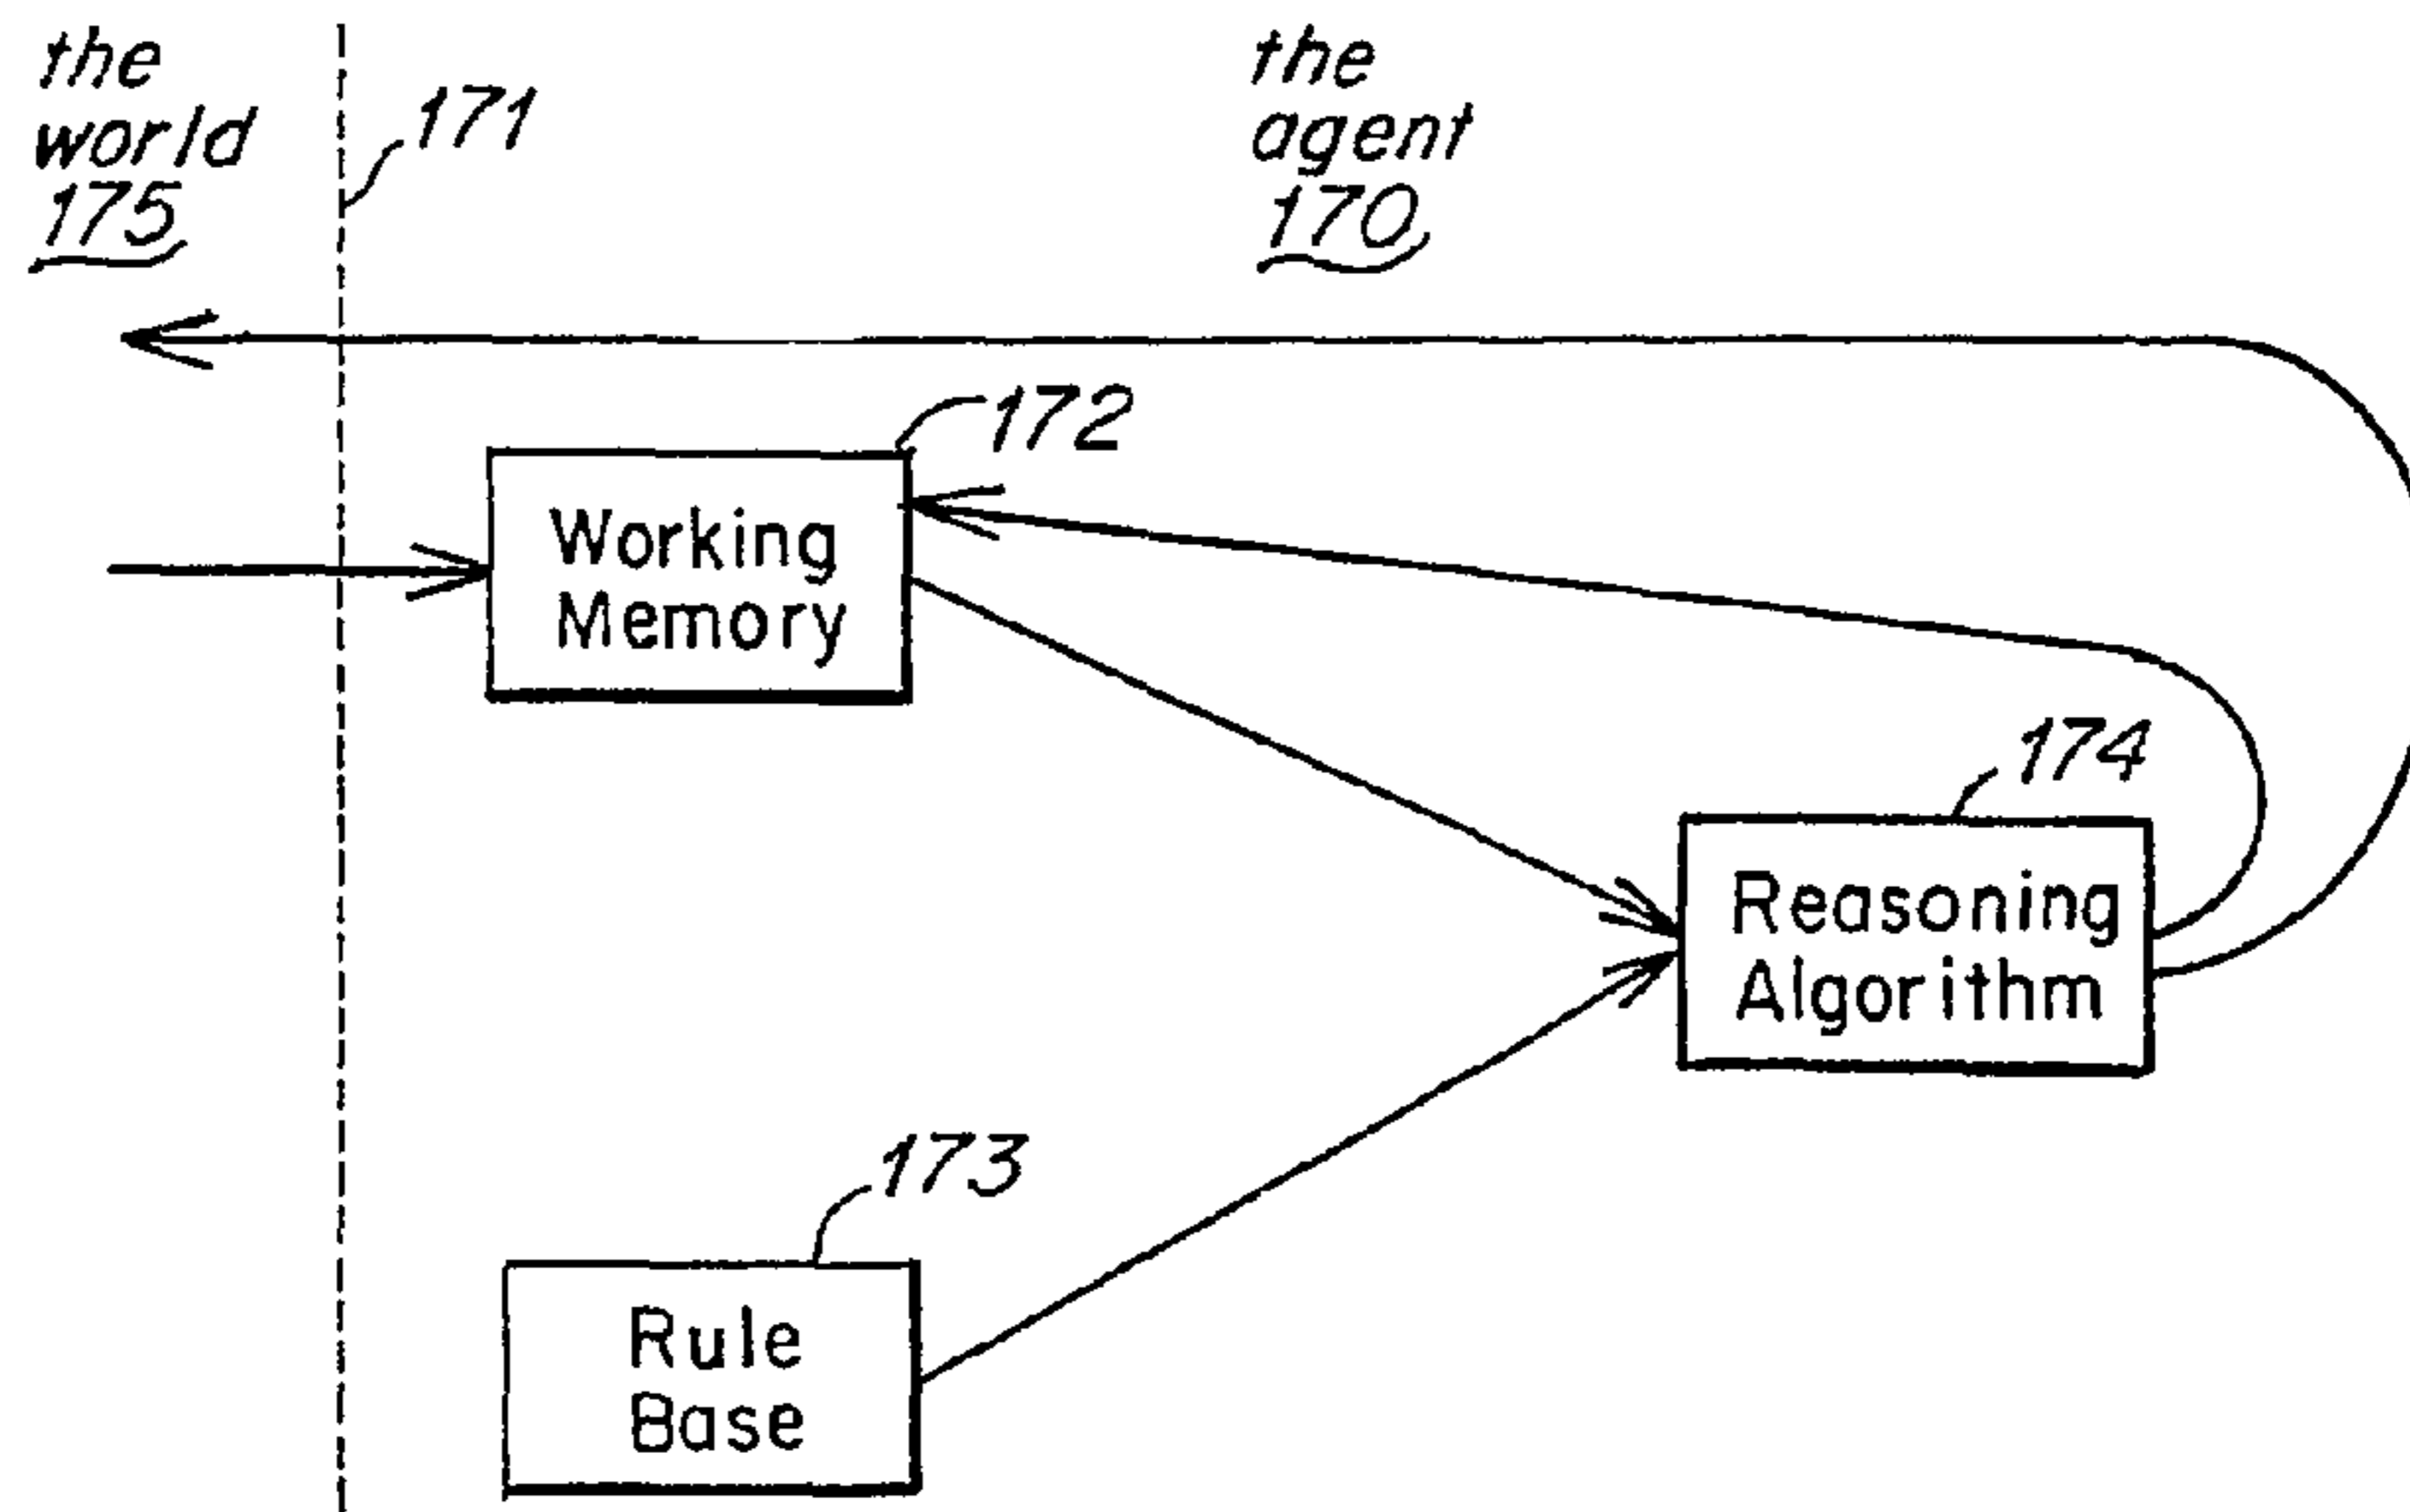 the
world
175
171
the
agent
170
172
Working
Memory
174
Reasoning
Algorithm
173
Rule
Base